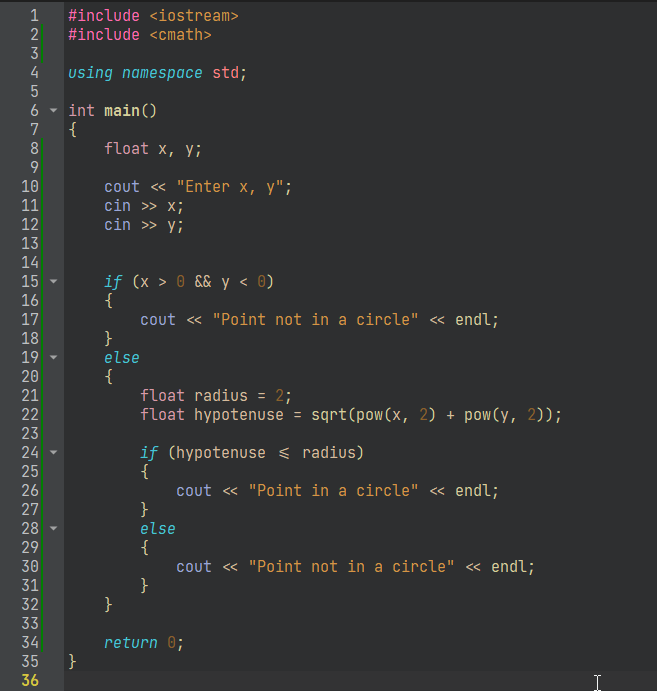 1 #include <iostream>
2 #include <cmath>
3
4 using namespace std;
5
6 int main()
7 {
8     float x, y;
9
10     cout << "Enter x, y";
11     cin >> x;
12     cin >> y;
13
14
15     if (x > 0 && y < 0)
16     {
17         cout << "Point not in a circle" << endl;
18     }
19     else
20     {
21         float radius = 2;
22         float hypotenuse = sqrt(pow(x, 2) + pow(y, 2));
23
24         if (hypotenuse <= radius)
25         {
26             cout << "Point in a circle" << endl;
27         }
28         else
29         {
30             cout << "Point not in a circle" << endl;
31         }
32     }
33
34     return 0;
35 }
36